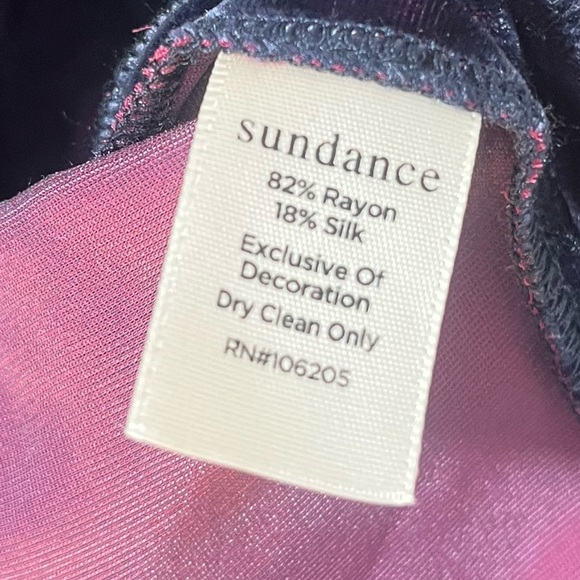 sundance
82% Rayon
18% Silk
Exclusive Of
Decoration
Dry Clean Only
RN#106205